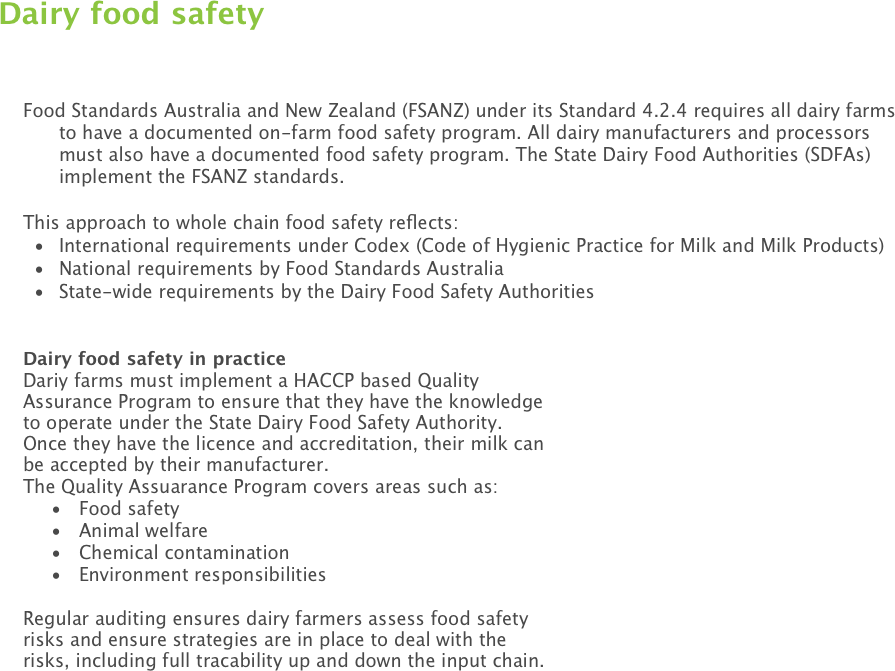 Dairy food safety
Food Standards Australia and New Zealand (FSANZ) under its Standard 4.2.4 requires all dairy farms
to have a documented on-farm food safety program. All dairy manufacturers and processors
must also have a documented food safety program. The State Dairy Food Authorities (SDFAs)
implement the FSANZ standards.
This approach to whole chain food safety reflects:
• International requirements under Codex (Code of Hygienic Practice for Milk and Milk Products)
• National requirements by Food Standards Australia
• State-wide requirements by the Dairy Food Safety Authorities
Dairy food safety in practice
Dariy farms must implement a HACCP based Quality
Assurance Program to ensure that they have the knowledge
to operate under the State Dairy Food Safety Authority.
Once they have the licence and accreditation, their milk can
be accepted by their manufacturer.
The Quality Assuarance Program covers areas such as:
• Food safety
• Animal welfare
• Chemical contamination
• Environment responsibilities
Regular auditing ensures dairy farmers assess food safety
risks and ensure strategies are in place to deal with the
risks, including full tracability up and down the input chain.